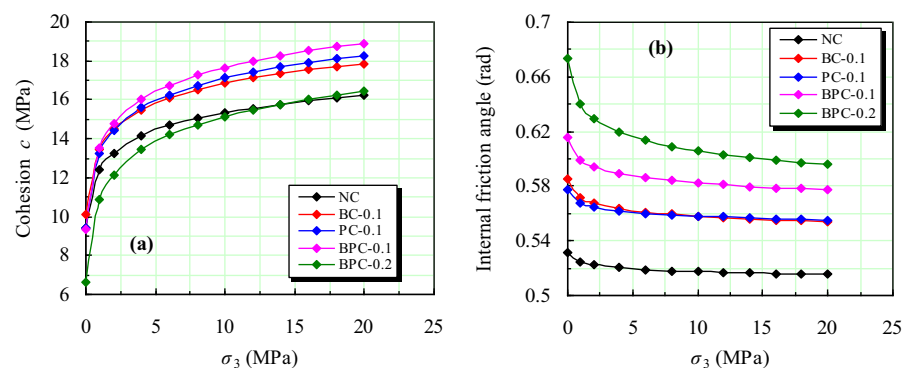 Cohesion c (MPa)
20
18
16
14
12
10
8
6
(a)
NC
BC-0.1
PC-0.1
BPC-0.1
BPC-0.2
0
5
10
15
20
25
σ3 (MPa)
Internal friction angle (rad)
0.7
0.66
0.62
0.58
0.54
0.5
(b)
NC
BC-0.1
PC-0.1
BPC-0.1
BPC-0.2
0
5
10
15
20
25
σ3 (MPa)